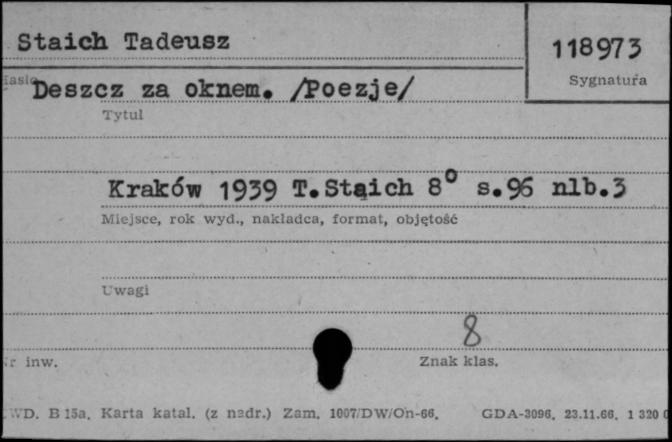 Staich Tadeusz
118973
Sygnatura
Deszcz za oknem. /Poezje/
Tytuł
Kraków 1939 T.Staich 8° s.96 nlb.3
Miejsce, rok wyd., nakładca, format, objętość
Uwagi
8
inw.
Znak klas.
WD. B 15a. Karta katal. (z nadr.) Zam. 1007/DW/On-66. GDA-3096. 23.11.66. 1 320 0